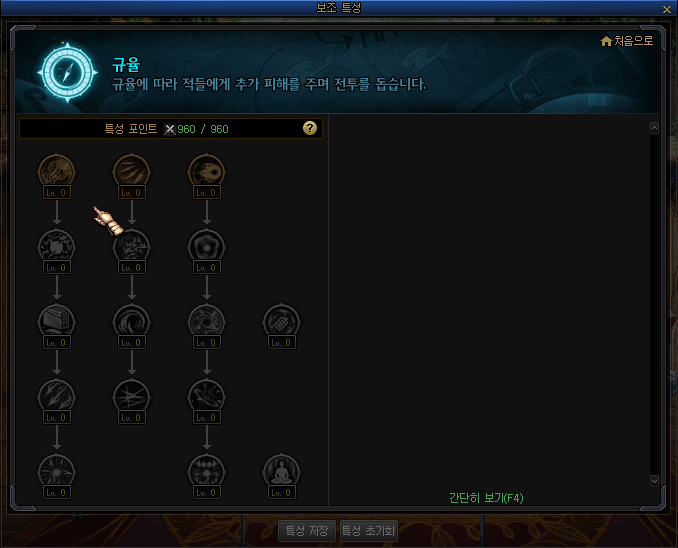 보조 특성
처음으로
규율
규율에 따라 적들에게 추가 피해를 주며 전투를 돕습니다.
특성 포인트 960 / 960 ?
Lv. 0 Lv. 0 Lv. 0
Lv. 0 Lv. 0 Lv. 0
Lv. 0 Lv. 0 Lv. 0 Lv. 0
Lv. 0 Lv. 0 Lv. 0
Lv. 0 Lv. 0 Lv. 0
간단히 보기(F4)
특성 저장 특성 초기화